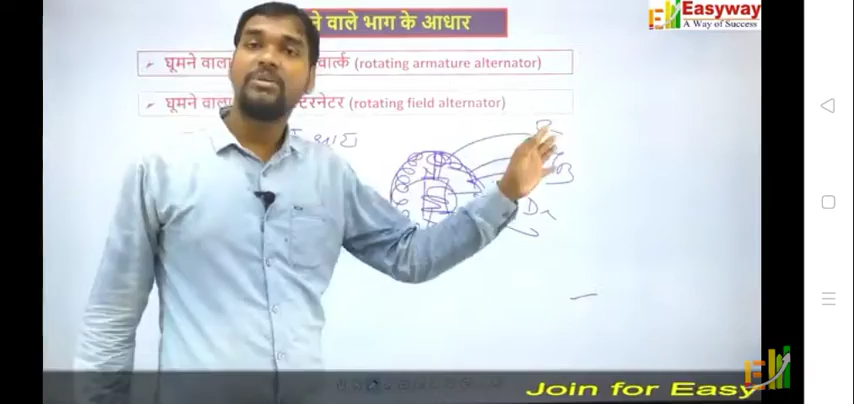 ने वाले भाग के आधार
Easyway
A Way of Success
घूमने वाला र्वाक (rotating armature alternator)
घूमने वाला टरनेटर (rotating field alternator)
N
Join for Easy